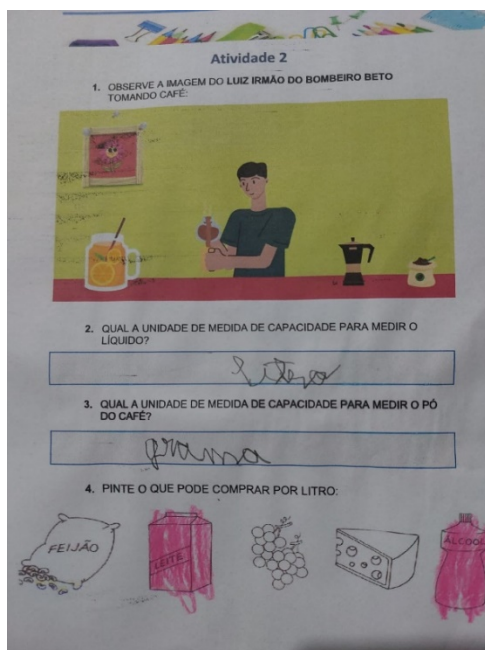 Atividade 2
1. OBSERVE A IMAGEM DO LUIZ IRMÃO DO BOMBEIRO BETO
TOMANDO CAFÉ:
2. QUAL A UNIDADE DE MEDIDA DE CAPACIDADE PARA MEDIR O
LÍQUIDO?
litro
3. QUAL A UNIDADE DE MEDIDA DE CAPACIDADE PARA MEDIR O PÓ
DO CAFÉ?
grama
4. PINTE O QUE PODE COMPRAR POR LITRO:
FEIJÃO
LEITE
ÁLCOOL